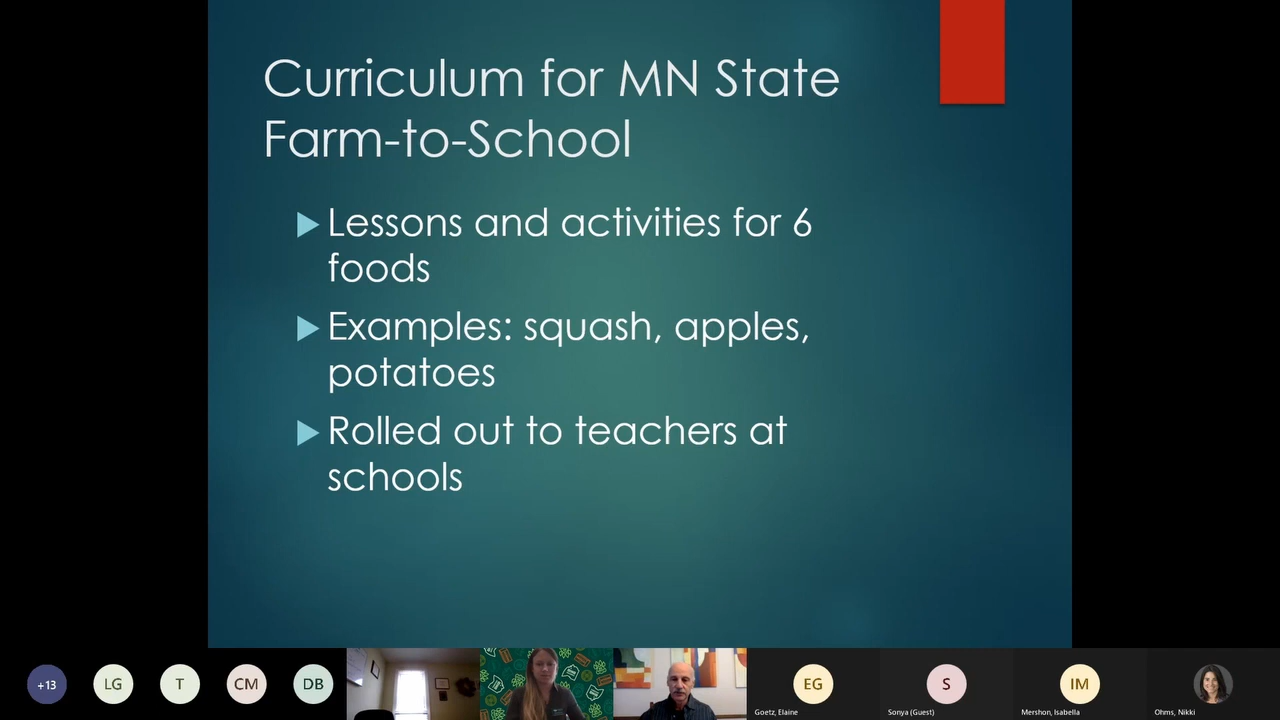 Curriculum for MN State
Farm-to-School
Lessons and activities for 6
foods
Examples: squash, apples,
potatoes
Rolled out to teachers at
schools
+13
LG
T
CM
DB
EG
S
IM
Goetz, Elaine
Sonya (Guest)
Mershon, Isabella
Ohms, Nikki